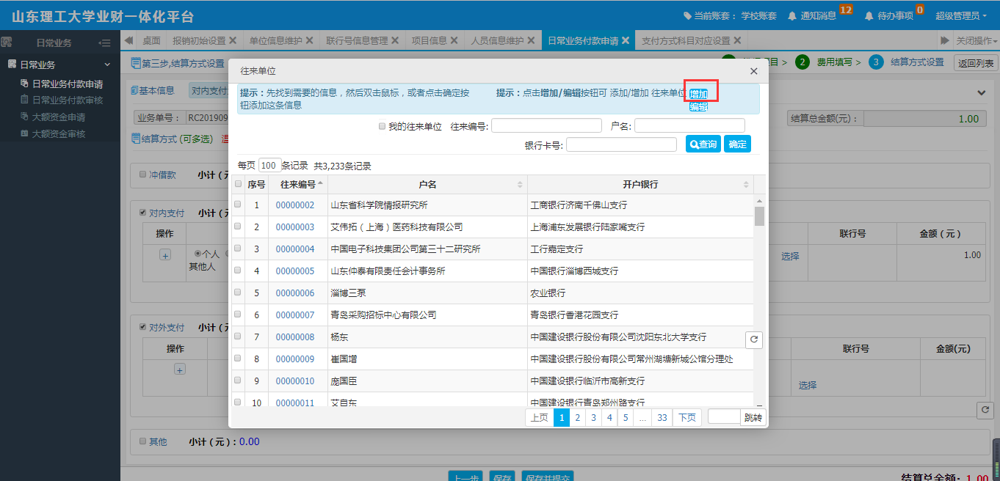 山东理工大学业财一体化平台
当前账套： 学校账套 通知消息 12 待办事项 0 超级管理员
日常业务
桌面 报销初始设置 单位信息维护 联行号信息管理 项目信息 人员信息维护 日常业务付款申请 支付方式科目对应设置 关闭操作
日常业务
日常业务付款申请
日常业务付款审核
大额资金申请
大额资金审核
第三步,结算方式设置
项目 > 2 费用填写 > 3 结算方式设置 返回列表
基本信息 对内支付
业务单号： RC201909
结算总金额(元)： 1.00
结算方式 (可多选)
冲借款 小计（元
对内支付 小计（元
操作 联行号 金额（元）
+ 个人 选择 1.00
其他人
对外支付 小计（元
操作 联行号 金额(元)
+ 选择
其他 小计（元）: 0.00
上一步 保存 保存并提交 结算总金额： 1.00
往来单位
提示：先找到需要的信息，然后双击鼠标，或者点击确定按钮添加这条信息
提示：点击增加/编辑按钮可 添加/增加 往来单位 增加
编辑
我的往来单位 往来编号: 户名:
银行卡号: 查询 确定
每页 100 条记录 共3,233条记录
序号 往来编号 户名 开户银行
1 00000002 山东省科学院情报研究所 工商银行济南千佛山支行
2 00000003 艾伟拓（上海）医药科技有限公司 上海浦东发展银行陆家嘴支行
3 00000004 中国电子科技集团公司第三十二研究所 工行嘉定支行
4 00000005 山东仲泰有限责任会计事务所 中国银行淄博西城支行
5 00000006 淄博三泵 农业银行
6 00000007 青岛采购招标中心有限公司 青岛银行香港花园支行
7 00000008 杨东 中国建设银行股份有限公司沈阳东北大学支行
8 00000009 崔国增 中国建设银行股份有限公司常州湖塘新城公馆分理处
9 00000010 庞国臣 中国建设银行临沂市高新支行
10 00000011 艾自东 中国建设银行青岛郑州路支行
上页 1 2 3 4 5 ... 33 下页 跳转